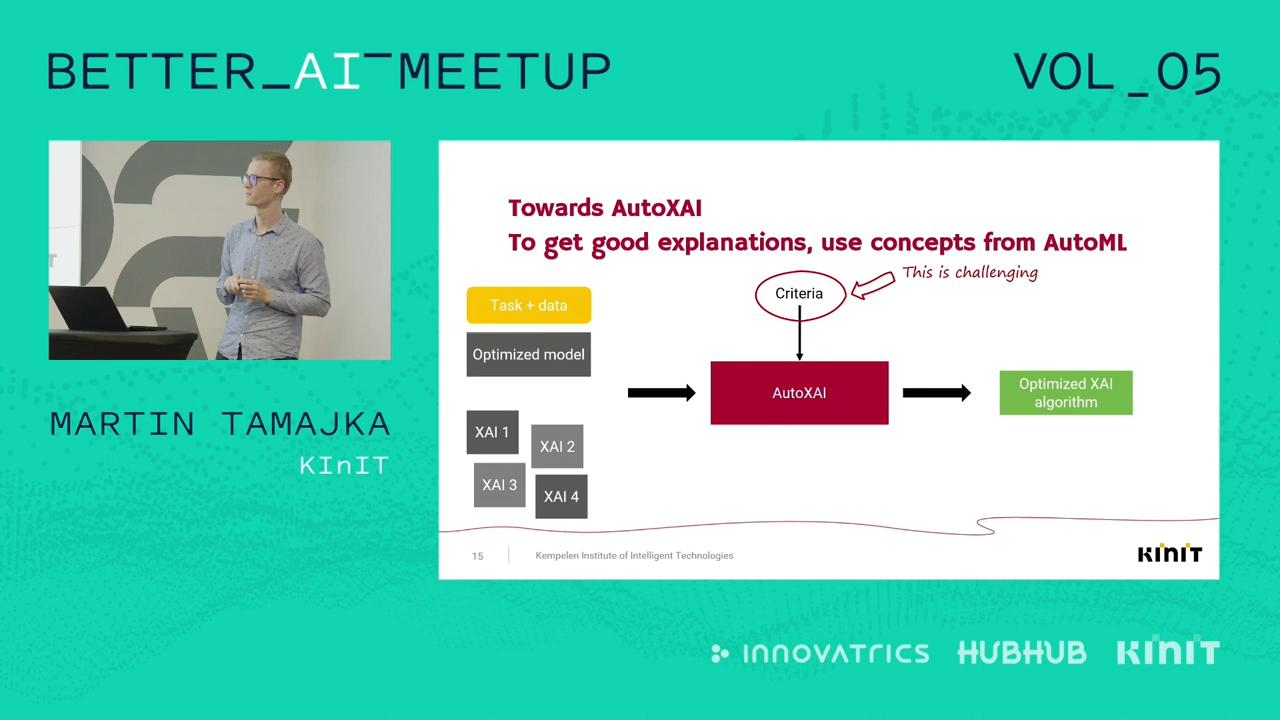 BETTER_AI¯MEETUP
VOL_05
MARTIN TAMAJKA
KInIT
Towards AutoXAI
To get good explanations, use concepts from AutoML
This is challenging
Criteria
Task + data
Optimized model
XAI 1
XAI 2
XAI 3
XAI 4
AutoXAI
Optimized XAI
algorithm
15
Kempelen Institute of Intelligent Technologies
KInIT
INNOVATRICS
HUBHUB
KInIT